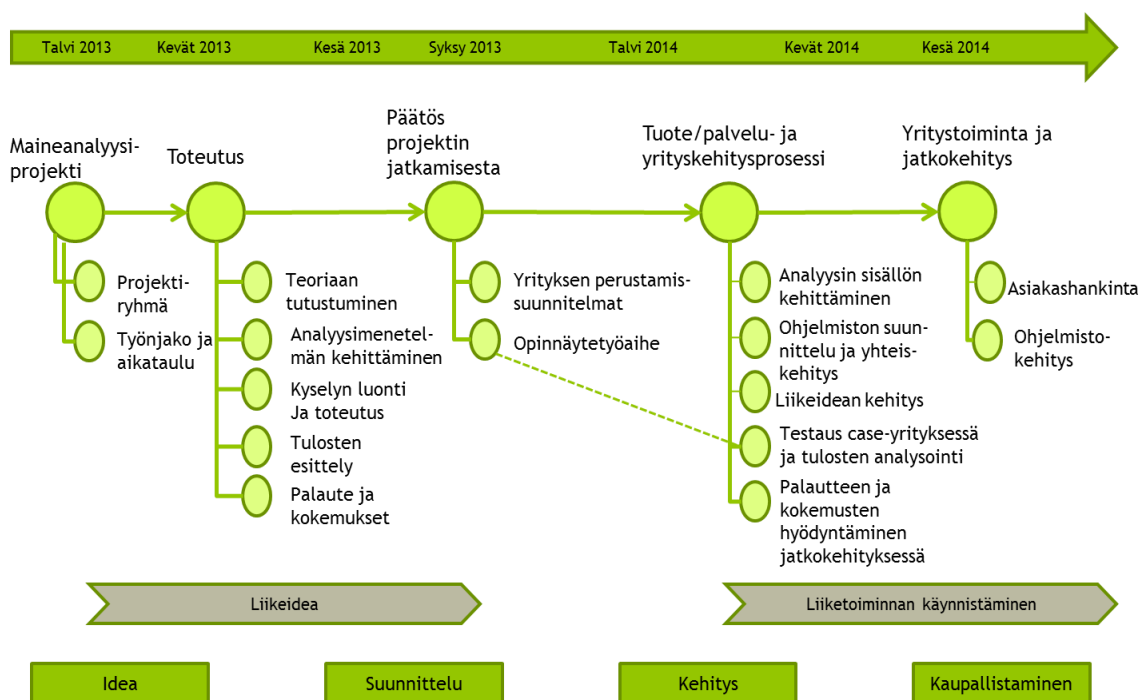 Talvi 2013
Kevät 2013
Kesä 2013
Syksy 2013
Talvi 2014
Kevät 2014
Kesä 2014
Maineanalyysi-
projekti
Toteutus
Päätös
projektin
jatkamisesta
Tuote/palvelu- ja
yrityskehitysprosessi
Yritystoiminta ja
jatkokehitys
Projekti-
ryhmä
Työnjako ja
aikataulu
Teoriaan
tutustuminen
Analyysimenetel-
män kehittäminen
Kyselyn luonti
Ja toteutus
Tulosten
esittely
Palaute ja
kokemukset
Yrityksen perustamis-
suunnitelmat
Opinnäytetyöaihe
Analyysin sisällön
kehittäminen
Ohjelmiston suun-
nittelu ja yhteis-
kehitys
Liikeidean kehitys
Testaus case-yrityksessä
ja tulosten analysointi
Palautteen ja
kokemusten
hyödyntäminen
jatkokehityksessä
Asiakashankinta
Ohjelmisto-
kehitys
Liikeidea
Liiketoiminnan käynnistäminen
Idea
Suunnittelu
Kehitys
Kaupallistaminen